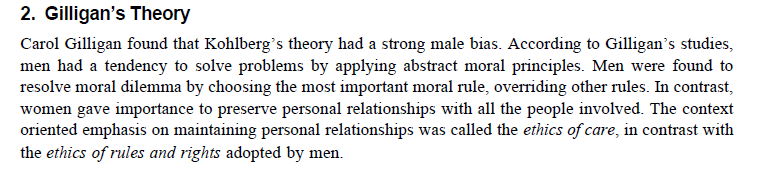 2. Gilligan's Theory
Carol Gilligan found that Kohlberg's theory had a strong male bias. According to Gilligan's studies,
men had a tendency to solve problems by applying abstract moral principles. Men were found to
resolve moral dilemma by choosing the most important moral rule, overriding other rules. In contrast,
women gave importance to preserve personal relationships with all the people involved. The context
oriented emphasis on maintaining personal relationships was called the ethics of care, in contrast with
the ethics of rules and rights adopted by men.